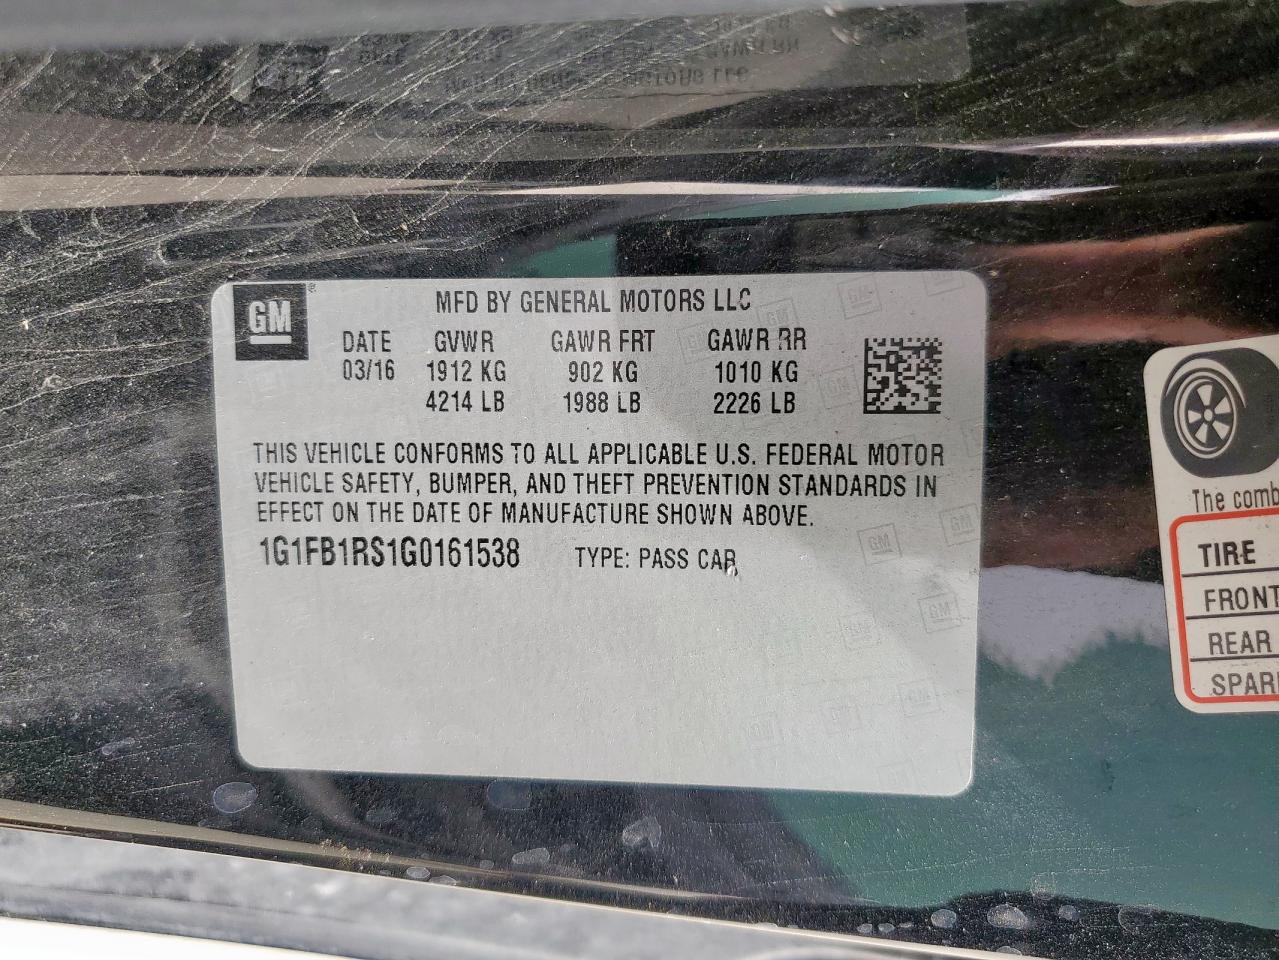 GM
MFD BY GENERAL MOTORS LLC
DATE GVWR GAWR FRT GAWR RR
03/16 1912 KG 902 KG 1010 KG
4214 LB 1988 LB 2226 LB
THIS VEHICLE CONFORMS TO ALL APPLICABLE U.S. FEDERAL MOTOR
VEHICLE SAFETY, BUMPER, AND THEFT PREVENTION STANDARDS IN
EFFECT ON THE DATE OF MANUFACTURE SHOWN ABOVE.
1G1FB1RS1G0161538 TYPE: PASS CAR
The comb
TIRE
FRONT
REAR
SPAR